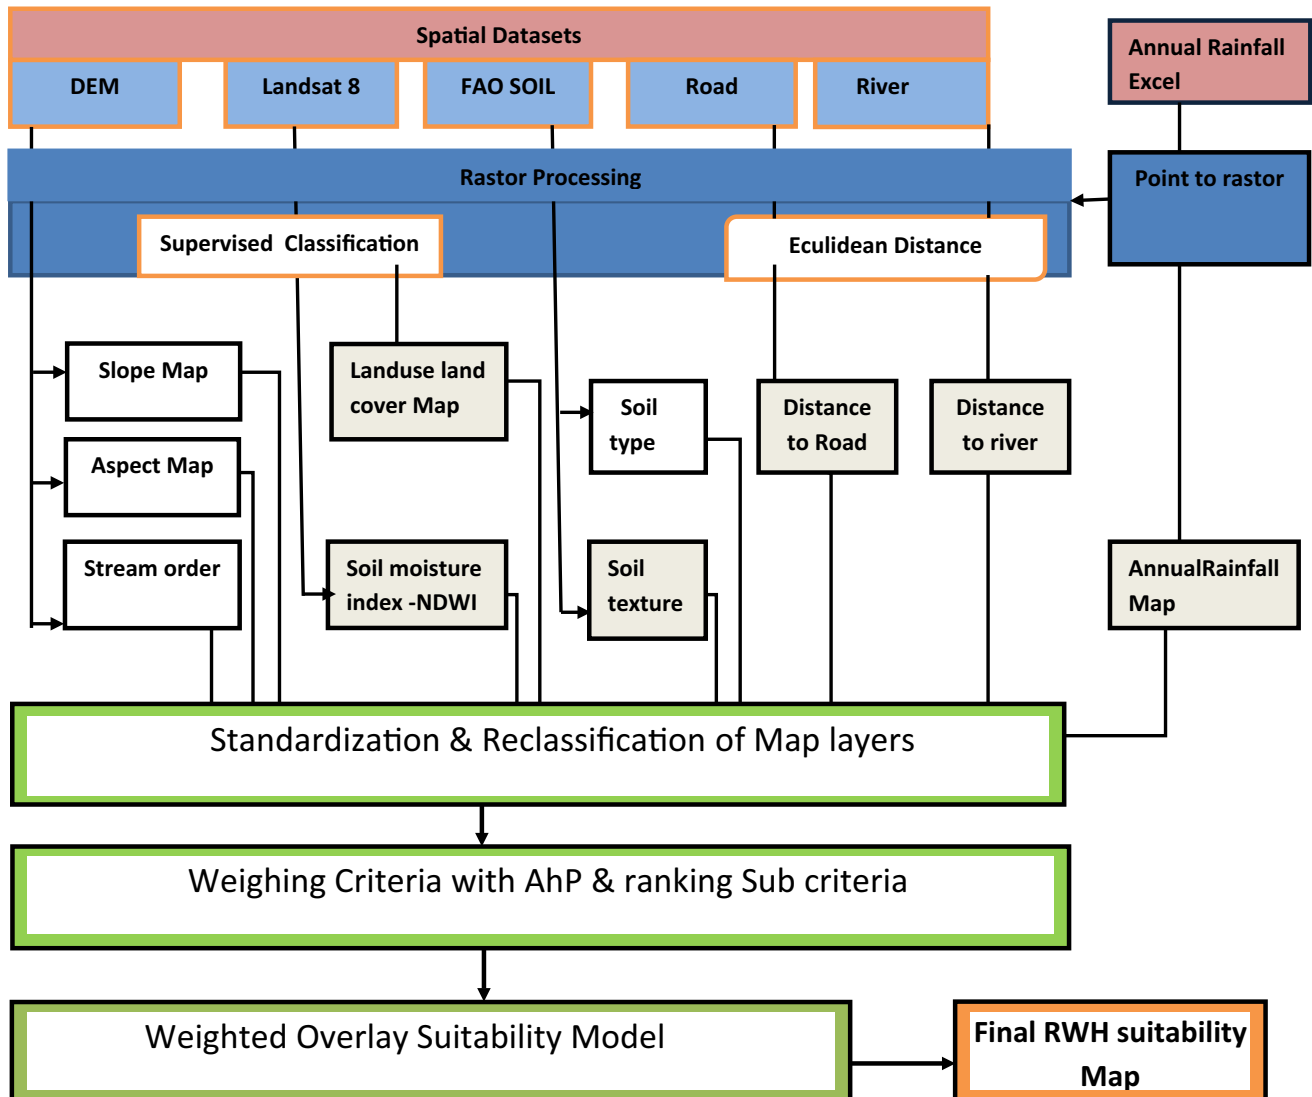 Spatial Datasets
DEM
Landsat 8
FAO SOIL
Road
River
Annual Rainfall
Excel
Rastor Processing
Point to rastor
Supervised Classification
Eculidean Distance
Slope Map
Landuse land
cover Map
Soil
type
Distance
to Road
Distance
to river
Aspect Map
Stream order
Soil moisture
index -NDWI
Soil
texture
AnnualRainfall
Map
Standardization & Reclassification of Map layers
Weighing Criteria with AhP & ranking Sub criteria
Weighted Overlay Suitability Model
Final RWH suitability
Map